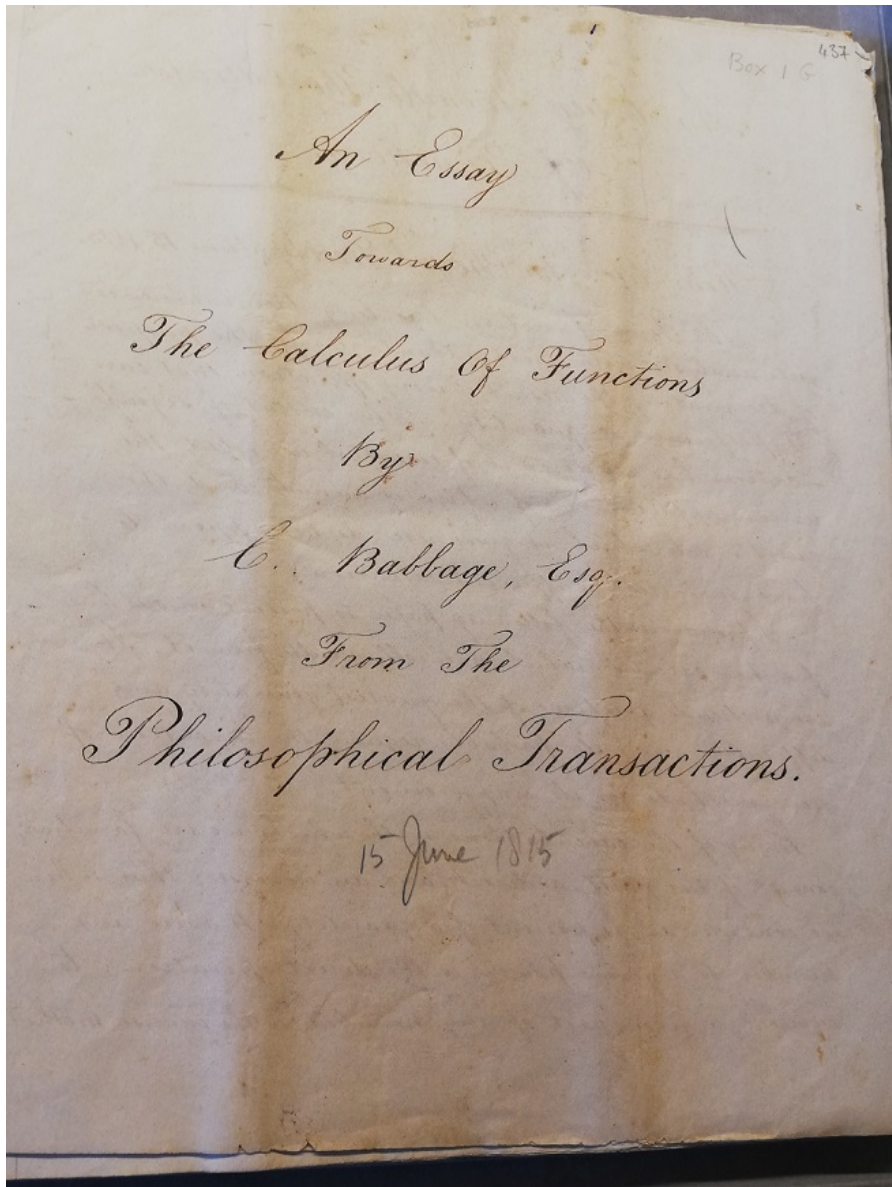 437
Box 1 G
An Essay
Towards
The Calculus Of Functions
By
C. Babbage, Esq.
From The
Philosophical Transactions.
15 June 1815